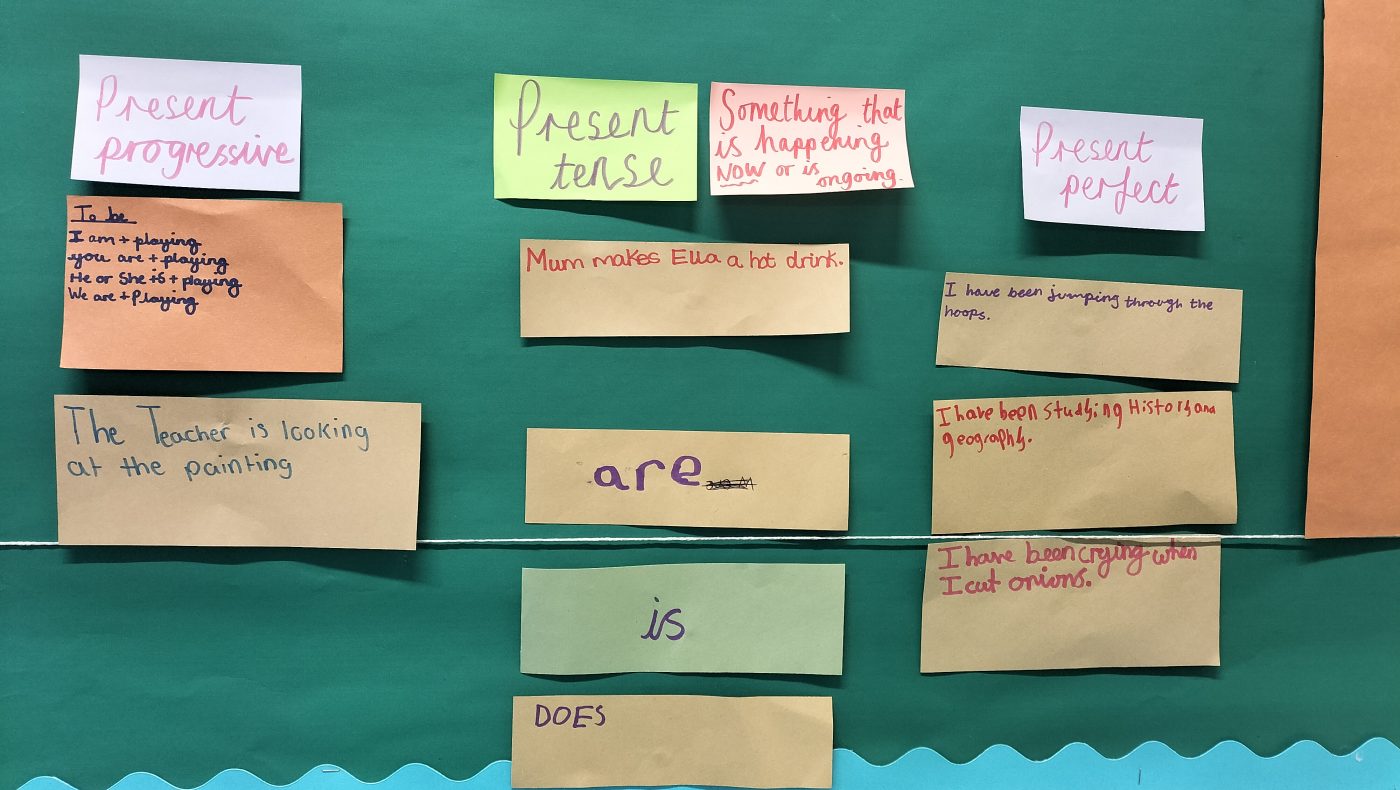 Present
progressive
To be
I am + playing
you are + playing
He or She is + playing
We are + Playing
The Teacher is looking
at the painting
Present
tense
Something that
is happening
NOW or is
ongoing.
Mum makes Ella a hot drink.
are
is
DOES
Present
perfect
I have been jumping through the
hoops.
I have been studying History and
geography.
I have been crying when
I cut onions.